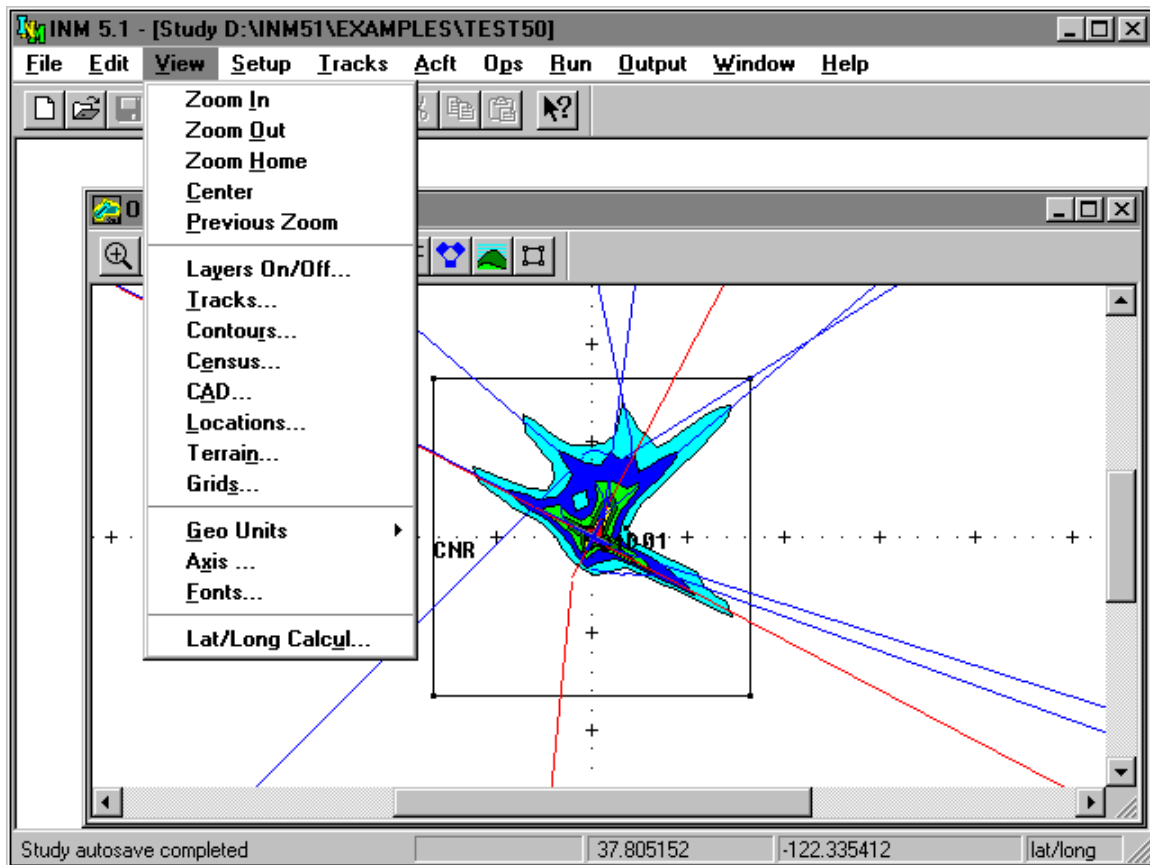 INM 5.1 - [Study D:\INM51\EXAMPLES\TEST50]
File Edit View Setup Tracks Acft Ops Run Output Window Help
Zoom In
Zoom Out
Zoom Home
Center
Previous Zoom
Layers On/Off...
Tracks...
Contours...
Census...
CAD...
Locations...
Terrain...
Grids...
Geo Units
Axis ...
Fonts...
Lat/Long Calcul...
O
CNR
01
Study autosave completed 37.805152 -122.335412 lat/long